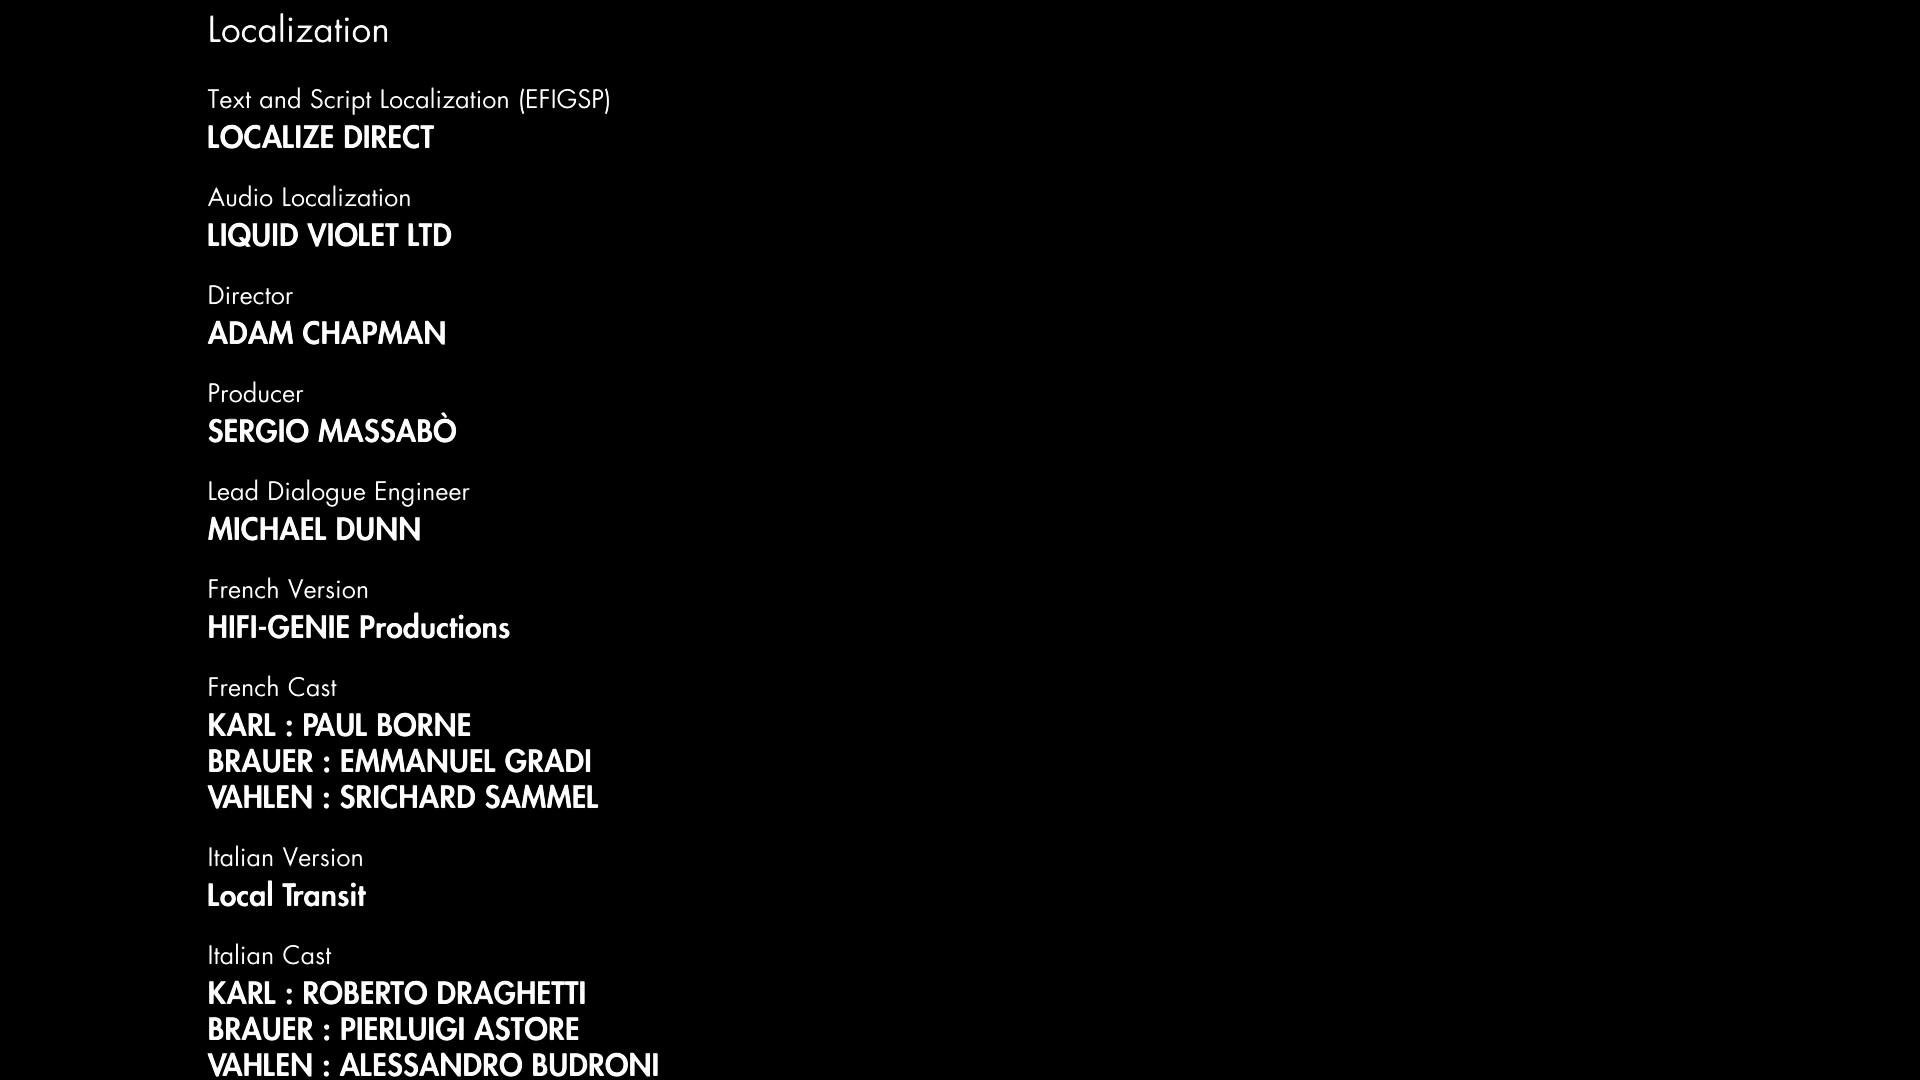 Localization
Text and Script Localization (EFIGSP)
LOCALIZE DIRECT
Audio Localization
LIQUID VIOLET LTD
Director
ADAM CHAPMAN
Producer
SERGIO MASSABÒ
Lead Dialogue Engineer
MICHAEL DUNN
French Version
HIFI-GENIE Productions
French Cast
KARL : PAUL BORNE
BRAUER : EMMANUEL GRADI
VAHLEN : SRICHARD SAMMEL
Italian Version
Local Transit
Italian Cast
KARL : ROBERTO DRAGHETTI
BRAUER : PIERLUIGI ASTORE
VAHLEN : ALESSANDRO BUDRONI